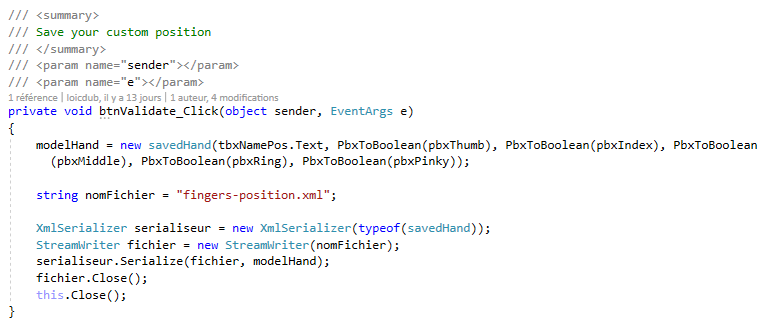 /// <summary>
/// Save your custom position
/// </summary>
/// <param name="sender"></param>
/// <param name="e"></param>
1 référence | loicdub, il y a 13 jours | 1 auteur, 4 modifications
private void btnValidate_Click(object sender, EventArgs e)
{
modelHand = new savedHand(tbxNamePos.Text, PbxToBoolean(pbxThumb), PbxToBoolean(pbxIndex), PbxToBoolean
(pbxMiddle), PbxToBoolean(pbxRing), PbxToBoolean(pbxPinky));
string nomFichier = "fingers-position.xml";
XmlSerializer serialiseur = new XmlSerializer(typeof(savedHand));
StreamWriter fichier = new StreamWriter(nomFichier);
serialiseur.Serialize(fichier, modelHand);
fichier.Close();
this.Close();
}